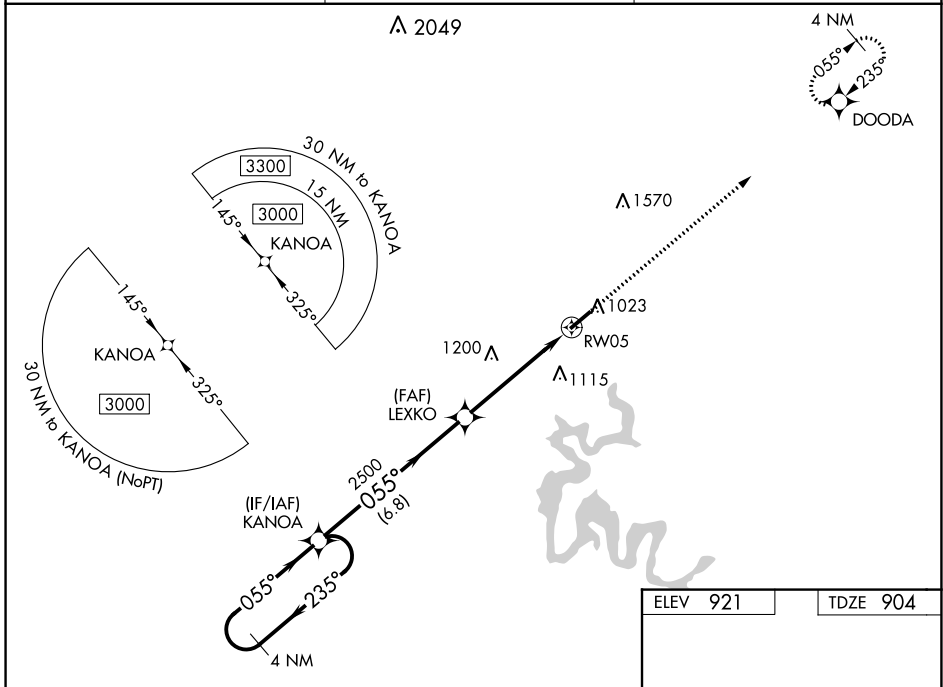 2049
4 NM
055°
235°
DOODA
30 NM to KANOA
3300
15 NM
3000
145°
KANOA
325°
1570
145°
KANOA
325°
3000
30 NM to KANOA (NoPT)
1023
RW05
1200
1115
(FAF)
LEXKO
2500
055°
(6.8)
(IF/IAF)
KANOA
055°
235°
4 NM
ELEV 921
TDZE 904